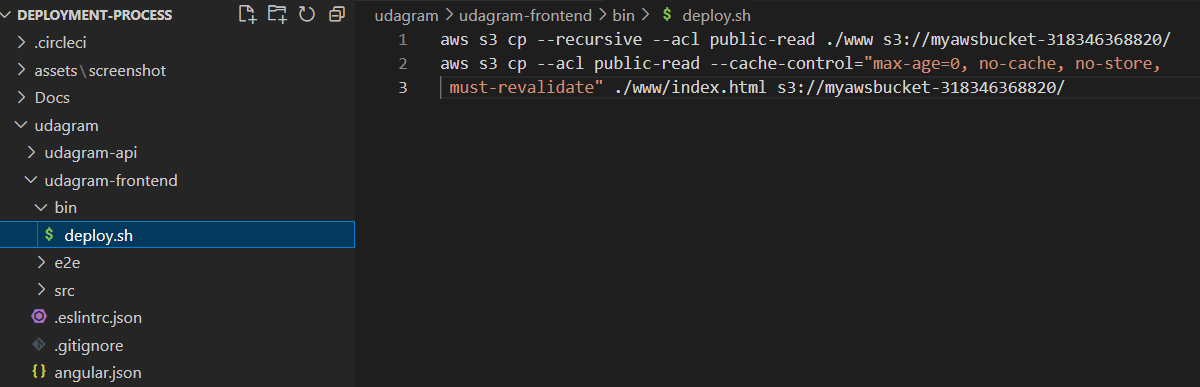 DEPLOYMENT-PROCESS
.circleci
assets\screenshot
Docs
udagram
udagram-api
udagram-frontend
bin
$ deploy.sh
e2e
src
.eslintrc.json
.gitignore
{} angular.json
udagram > udagram-frontend > bin > $ deploy.sh
1 aws s3 cp --recursive --acl public-read ./www s3://myawsbucket-318346368820/
2 aws s3 cp --acl public-read --cache-control="max-age=0, no-cache, no-store,
3 must-revalidate" ./www/index.html s3://myawsbucket-318346368820/